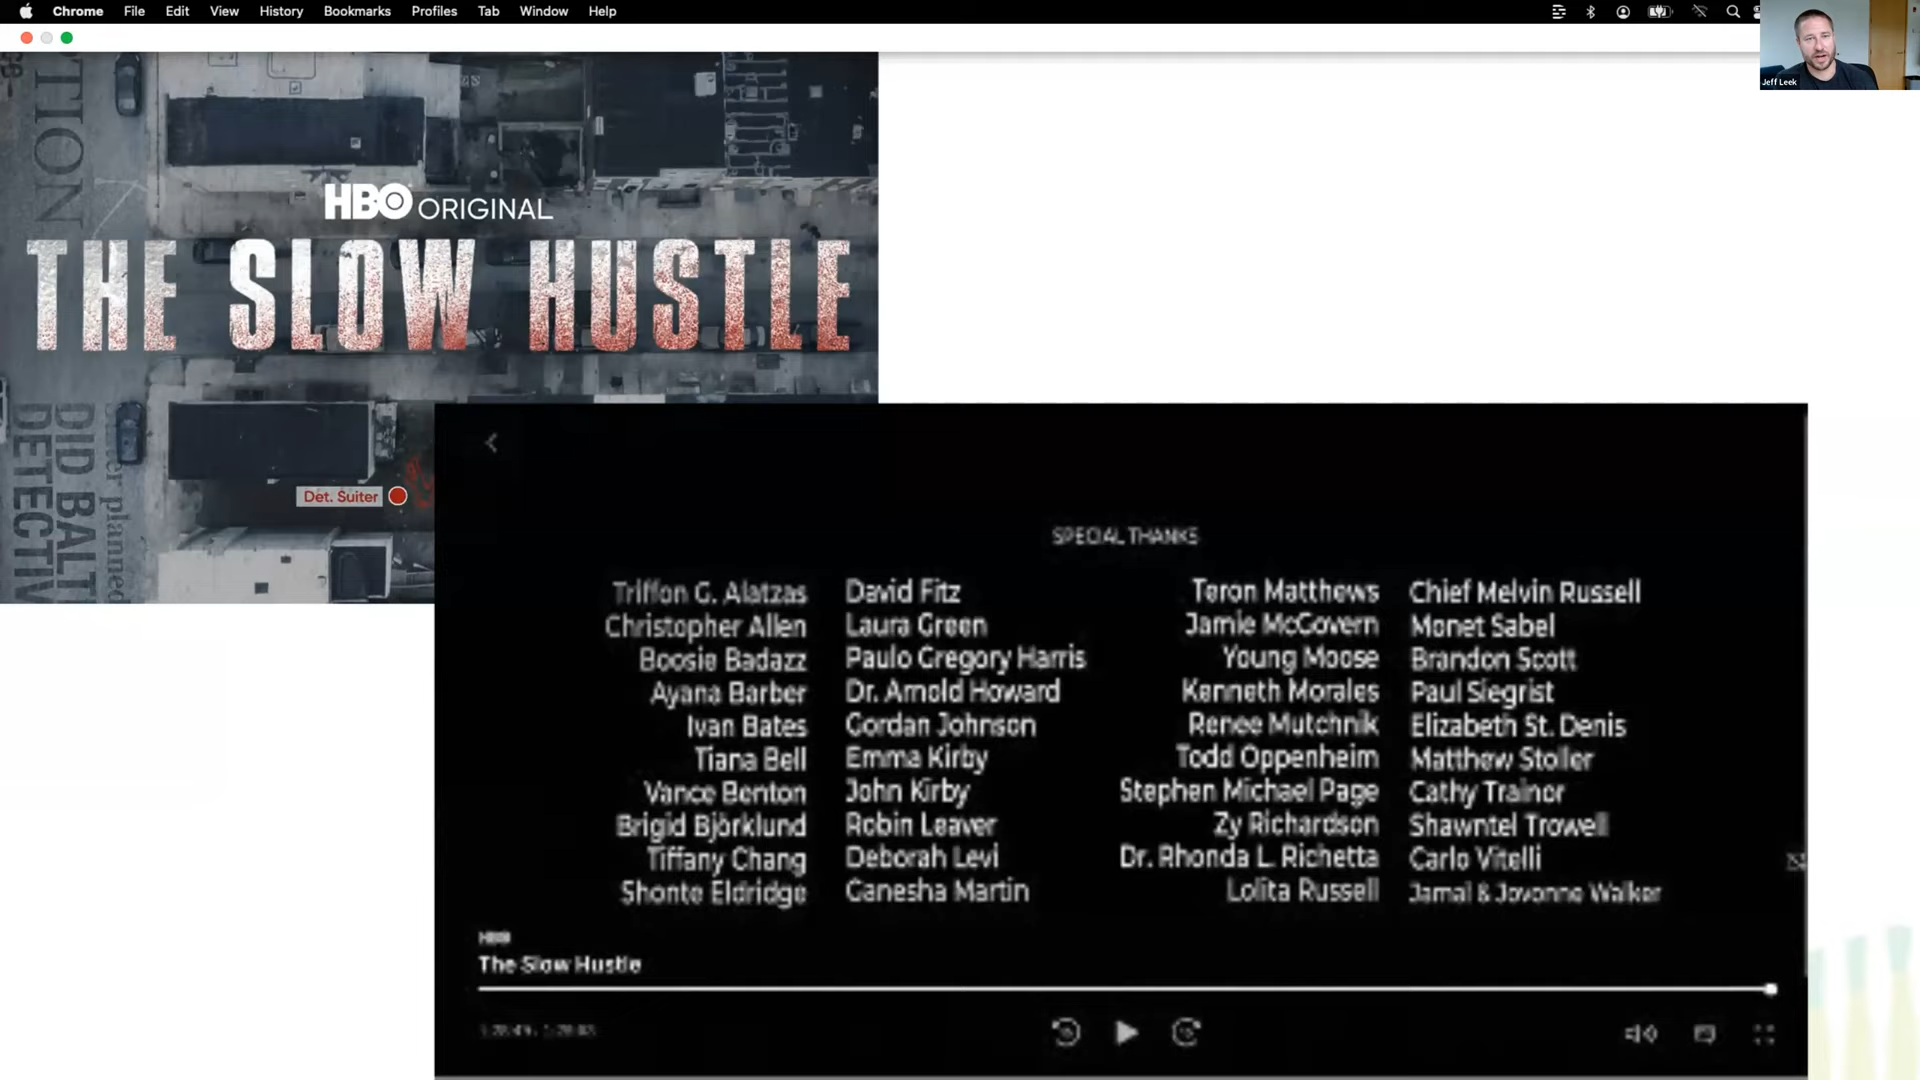 Chrome File Edit View History Bookmarks Profiles Tab Window Help
Jeff Leek
TION
HBO ORIGINAL
THE SLOW HUSTLE
DID BALTI
DETECTIV
planned
Det. Suiter
SPECIAL THANKS
Triffon G. Alatzas David Fitz Teron Matthews Chief Melvin Russell
Christopher Allen Laura Green Jamie McGovern Monet Sabel
Boosie Badazz Paulo Gregory Harris Young Moose Brandon Scott
Ayana Barber Dr. Arnold Howard Kenneth Morales Paul Siegrist
Ivan Bates Gordan Johnson Renee Mutchnik Elizabeth St. Denis
Tiana Bell Emma Kirby Todd Oppenheim Matthew Stoller
Vance Benton John Kirby Stephen Michael Page Cathy Trainor
Brigid Björklund Robin Leaver Zy Richardson Shawntel Trowell
Tiffany Chang Deborah Levi Dr. Rhonda L. Richetta Carlo Vitelli
Shonte Eldridge Ganesha Martin Lolita Russell Jamal & Jovonne Walker
HBO
The Slow Hustle